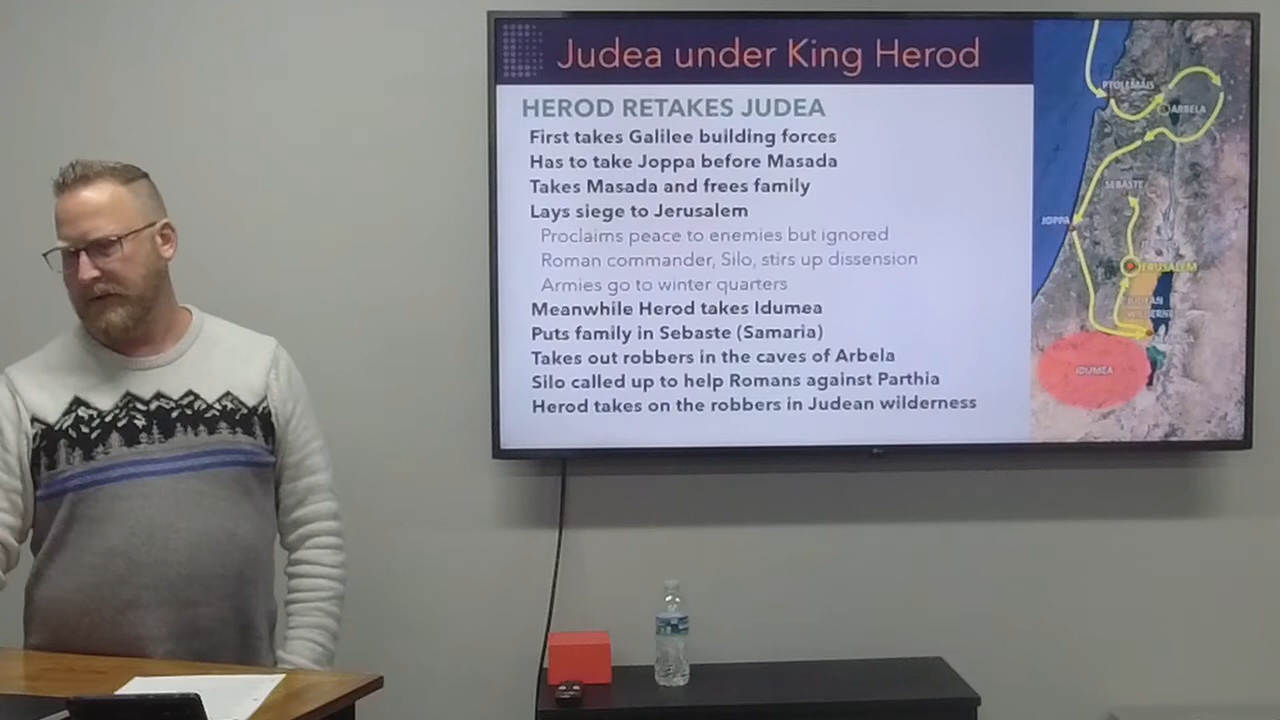 Judea under King Herod
HEROD RETAKES JUDEA
First takes Galilee building forces
Has to take Joppa before Masada
Takes Masada and frees family
Lays siege to Jerusalem
Proclaims peace to enemies but ignored
Roman commander, Silo, stirs up dissension
Armies go to winter quarters
Meanwhile Herod takes Idumea
Puts family in Sebaste (Samaria)
Takes out robbers in the caves of Arbela
Silo called up to help Romans against Parthia
Herod takes on the robbers in Judean wilderness
PTOLEMAIS
ARBELA
SEBASTE
JOPPA
JERUSALEM
JUDEAN
IDUMEA